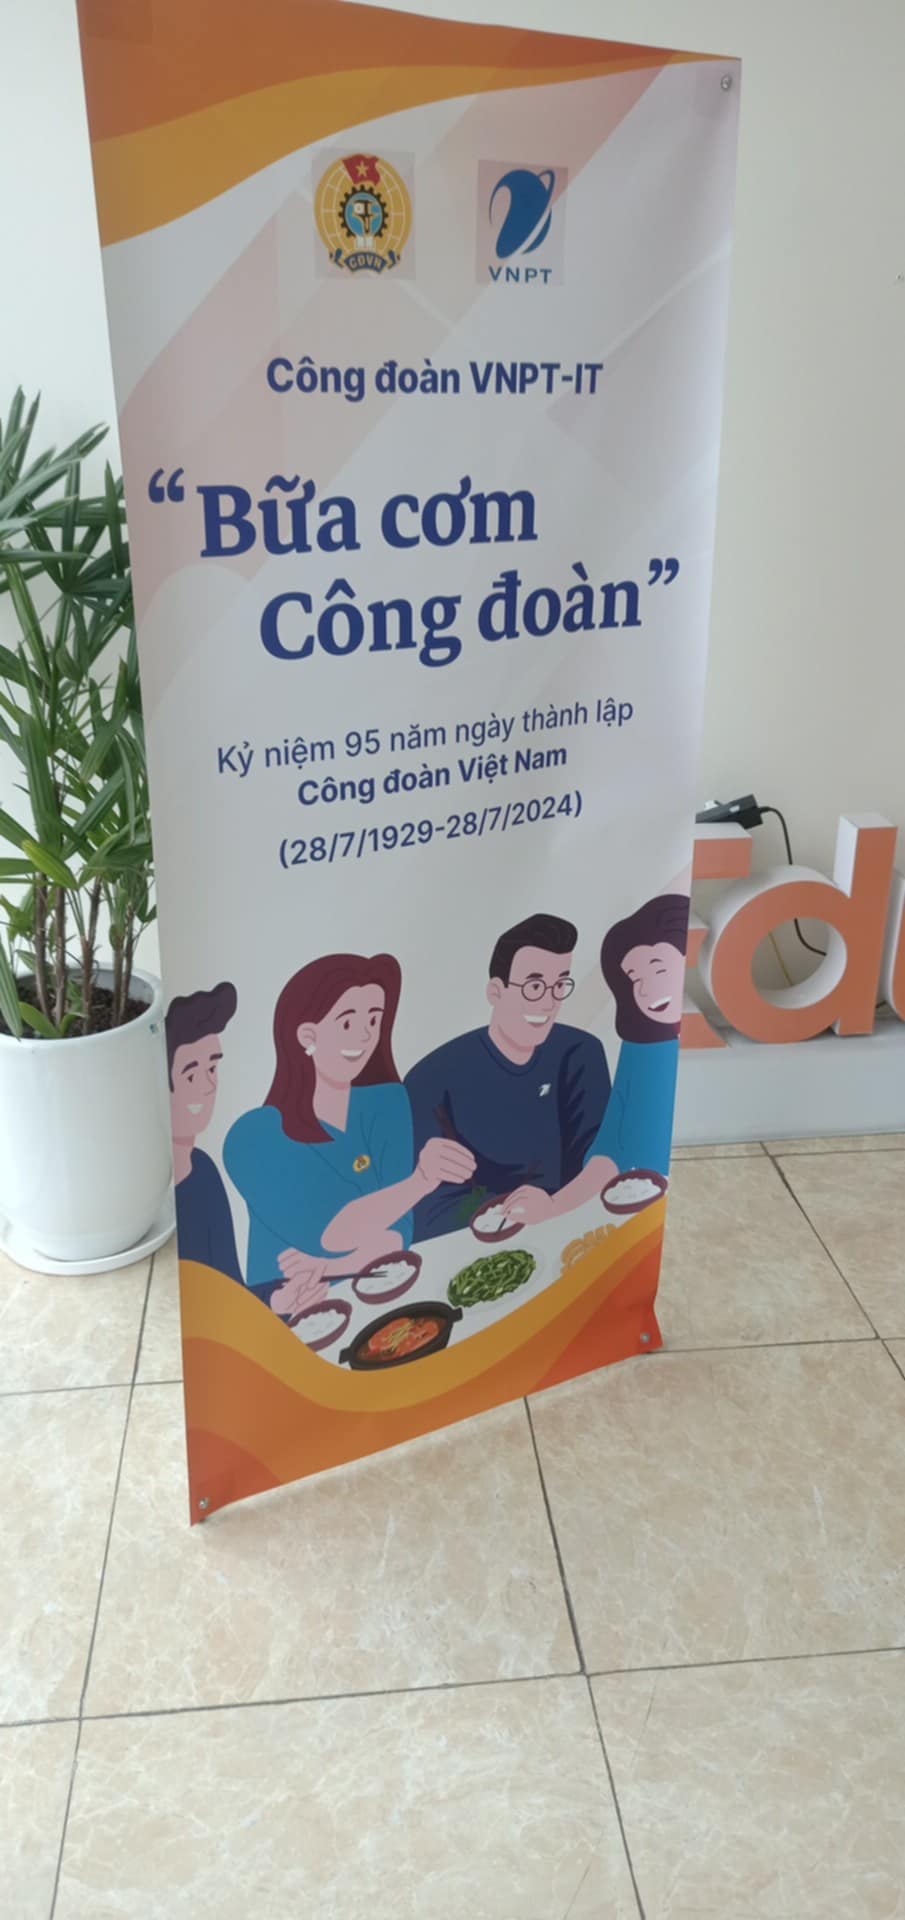 CĐVN
VNPT
Công đoàn VNPT-IT
“Bữa cơm
Công đoàn”
Kỷ niệm 95 năm ngày thành lập
Công đoàn Việt Nam
(28/7/1929-28/7/2024)